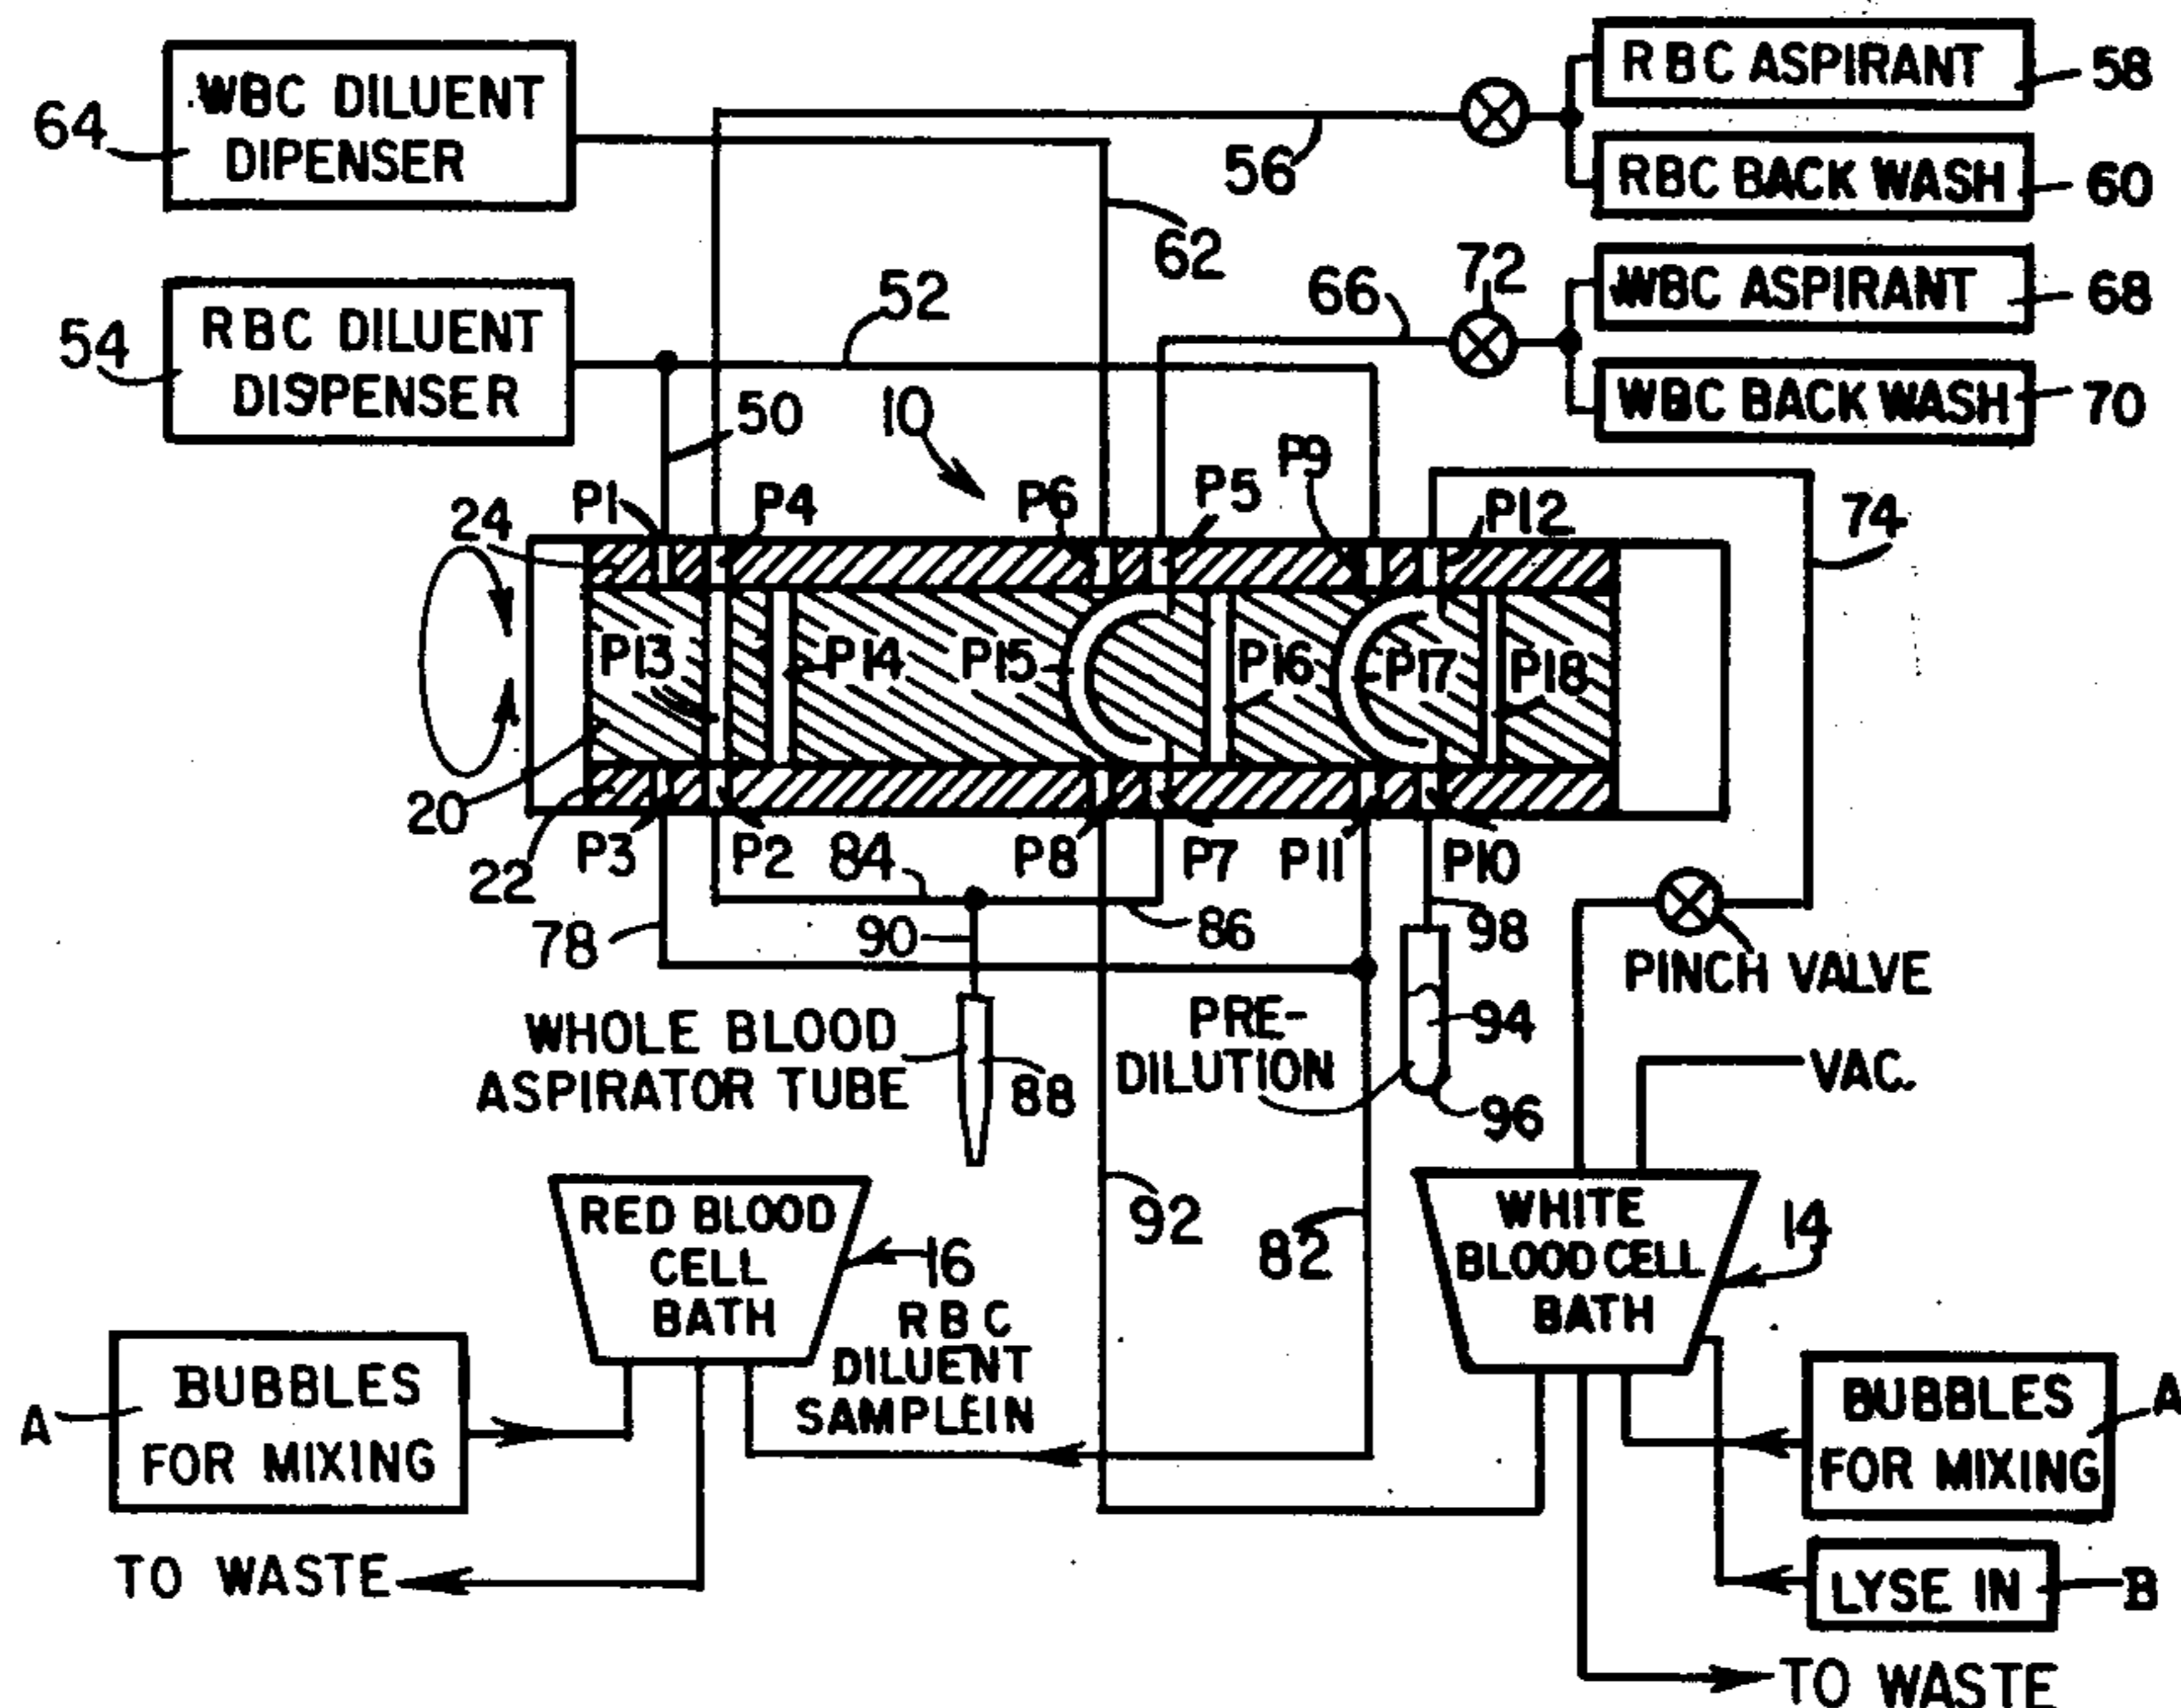 WBC DILUENT
DIPENSER
64
RBC DILUENT
DISPENSER
54
RBC ASPIRANT
58
RBC BACK WASH
60
WBC ASPIRANT
68
WBC BACK WASH
70
56
62
72
66
52
50
10
P9
P1
P4
P6
P5
P12
74
24
P13
P14
P15
P16
P17
P18
20
22
P3
P2
84
P8
P7
P11
P10
78
90
86
98
PINCH VALVE
WHOLE BLOOD
ASPIRATOR TUBE
88
PRE-
DILUTION
94
96
VAC.
RED BLOOD
CELL
BATH
16
92
82
WHITE
BLOOD CELL
BATH
14
RBC
DILUENT
SAMPLEIN
A
BUBBLES
FOR MIXING
BUBBLES
FOR MIXING
A
TO WASTE
LYSE IN
B
TO WASTE